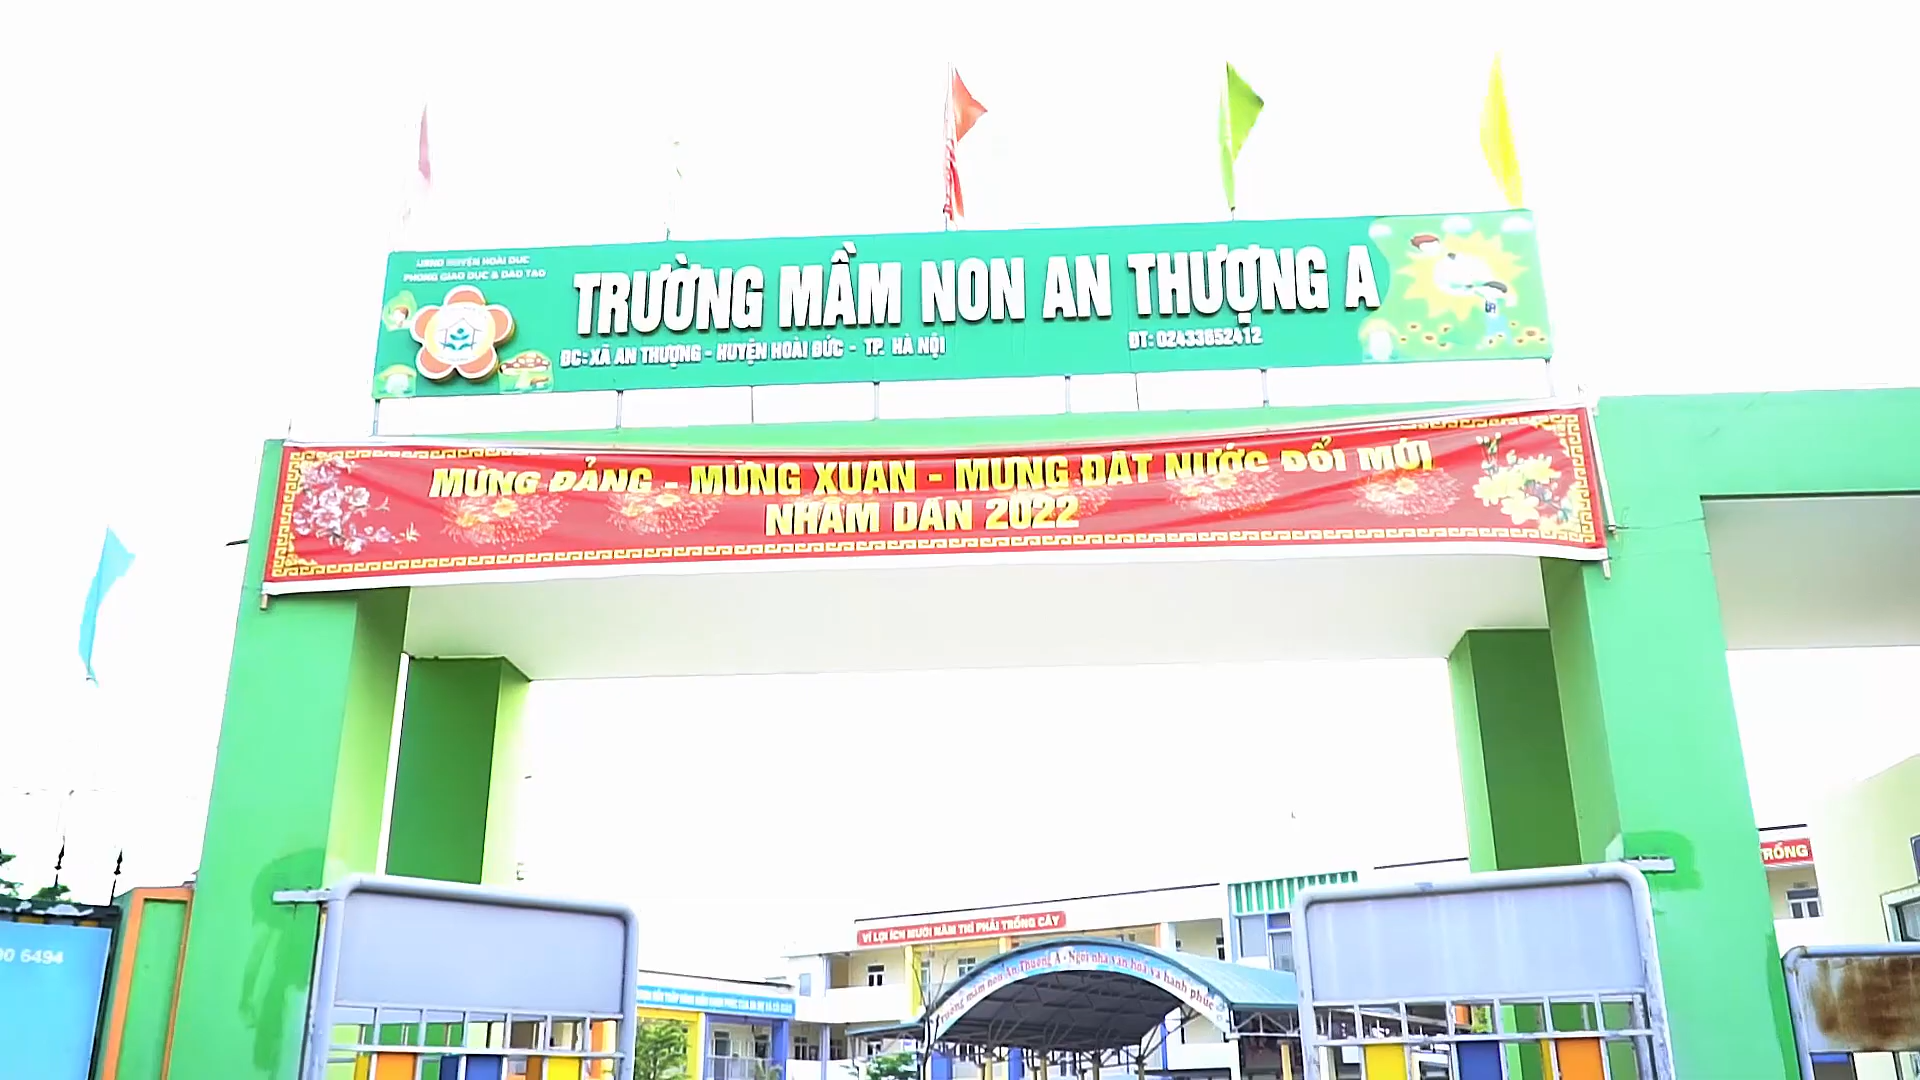 UBND HUYỆN HOÀI ĐỨC
PHÒNG GIÁO DỤC & ĐÀO TẠO
TRƯỜNG MẦM NON AN THƯỢNG A
ĐC: XÃ AN THƯỢNG - HUYỆN HOÀI ĐỨC - TP. HÀ NỘI
ĐT: 02433652412
MỪNG ĐẢNG - MỪNG XUÂN - MỪNG ĐẤT NƯỚC ĐỔI MỚI
NHÂM DẦN 2022
TRỒNG
VÌ LỢI ÍCH MƯỜI NĂM THÌ PHẢI TRỒNG CÂY
Trường mầm non An Thượng A - Ngôi nhà văn hóa và hạnh phúc
00 6494